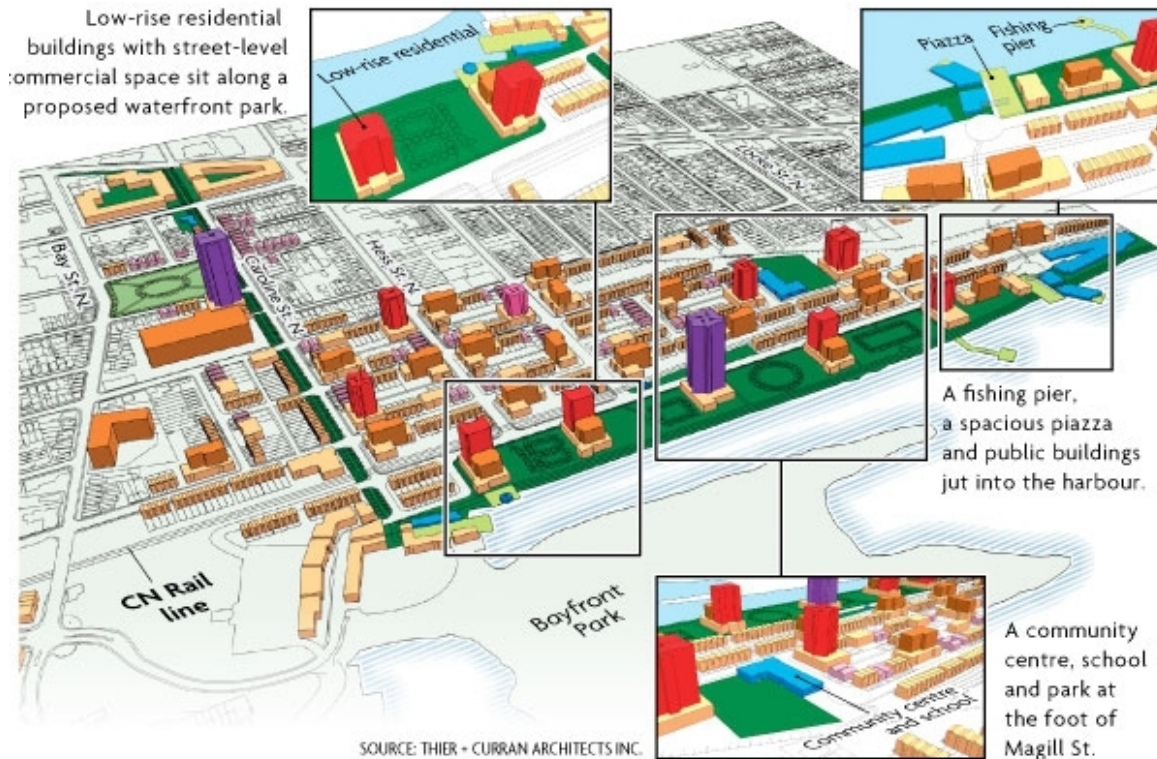 Low-rise residential
buildings with street-level
commercial space sit along a
proposed waterfront park.
Low-rise residential
Piazza
Fishing
pier
Locke St. N.
Bay St. N.
Caroline St. N.
Hess St. N.
A fishing pier,
a spacious piazza
and public buildings
jut into the harbour.
CN Rail
line
Bayfront
Park
Community centre
and school
A community
centre, school
and park at
the foot of
Magill St.
SOURCE: THIER + CURRAN ARCHITECTS INC.